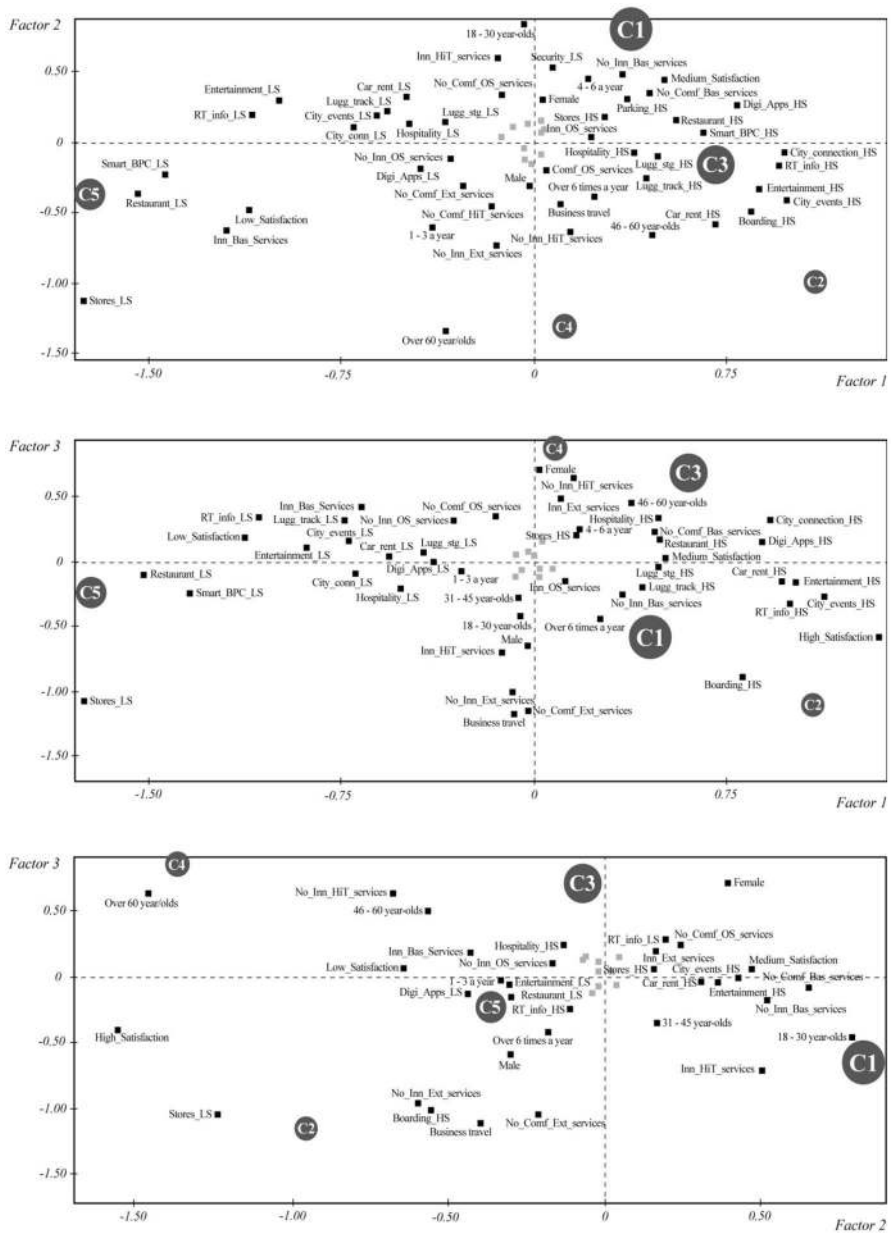 Factor 2
C1
18 - 30 year-olds
Inn_HiT_services
Security_LS
No_Inn_Bas_services
0.50
Entertainment_LS
Car_rent_LS
No_Comf_OS_services
4 - 6 a year
Medium_Satisfaction
No_Comf_Bas_services
RT_info_LS
Lugg_track_LS
Female
Parking_HS
Digi_Apps_HS
City_events_LS
Lugg_stg_LS
Stores_HS
Restaurant_HS
City_conn_LS
Hospitality_LS
Inn_OS_services
Smart_BPC_HS
0
No_Inn_OS_services
Hospitality_HS
C3
City_connection_HS
Smart_BPC_LS
Digi_Apps_LS
Comf_OS_services
Lugg_stg_HS
RT_info_HS
C5
Restaurant_LS
No_Comf_Ext_services
Male
Over 6 times a year
Lugg_track_HS
Entertainment_HS
-0.50
Low_Satisfaction
No_Comf_HiT_services
Business travel
Car_rent_HS
City_events_HS
Inn_Bas_Services
1 - 3 a year
No_Inn_HiT_services
46 - 60year-olds
Boarding_HS
No_Inn_Ext_services
-1.00
C2
Stores_LS
C4
Over 60 year/olds
-1.50
-1.50
-0.75
0
0.75
Factor 1
Factor 3
C4
Female
C3
No_Inn_HiT_services
0.50
Inn_Bas_Services
No_Comf_OS_services
Inn_Ext_services
46 - 60year-olds
RT_info_LS
Lugg_track_LS
No_Inn_OS_services
Hospitality_HS
City_connection_HS
Low_Satisfaction
City_events_LS
Lugg_stg_LS
Stores_HS
4 - 6 a year
No_Comf_Bas_services
Entertainment_LS
Car_rent_LS
Restaurant_HS
Digi_Apps_HS
0
Digi_Apps_LS
Medium_Satisfaction
Restaurant_LS
City_conn_LS
1 - 3 a year
Inn_OS_services
Lugg_stg_HS
Car_rent_HS
Entertainment_HS
C5
Smart_BPC_LS
Hospitality_LS
31 - 45 year-olds
Lugg_track_HS
No_Inn_Bas_services
RT_info_HS
City_events_HS
-0.50
18 - 30 year-olds
Over 6 times a year
C1
High_Satisfaction
Inn_HiT_services
Male
Boarding_HS
-1.00
Stores_LS
No_Inn_Ext_services
No_Comf_Ext_services
C2
Business travel
-1.50
-1.50
-0.75
0
0.75
Factor 1
Factor 3
C4
C3
Female
Over 60 year/olds
No_Inn_HiT_services
0.50
46 - 60 year-olds
Inn_Bas_Services
Hospitality_HS
RT_info_LS
No_Comf_OS_services
Low_Satisfaction
No_Inn_OS_services
Inn_Ext_services
Medium_Satisfaction
Stores_HS
City_events_HS
No_Comf_Bas_services
0
1 - 3 a year
Entertainment_LS
Car_rent_HS
Entertainment_HS
Digi_Apps_LS
C5
Restaurant_LS
RT_info_HS
No_Inn_Bas_services
High_Satisfaction
Over 6 times a year
31 - 45 year-olds
18 - 30 year-olds
-0.50
Male
Inn_HiT_services
C1
Stores_LS
No_Inn_Ext_services
-1.00
C2
Boarding_HS
Business travel
No_Comf_Ext_services
-1.50
-1.50
-1.00
-0.50
0
0.50
Factor 2